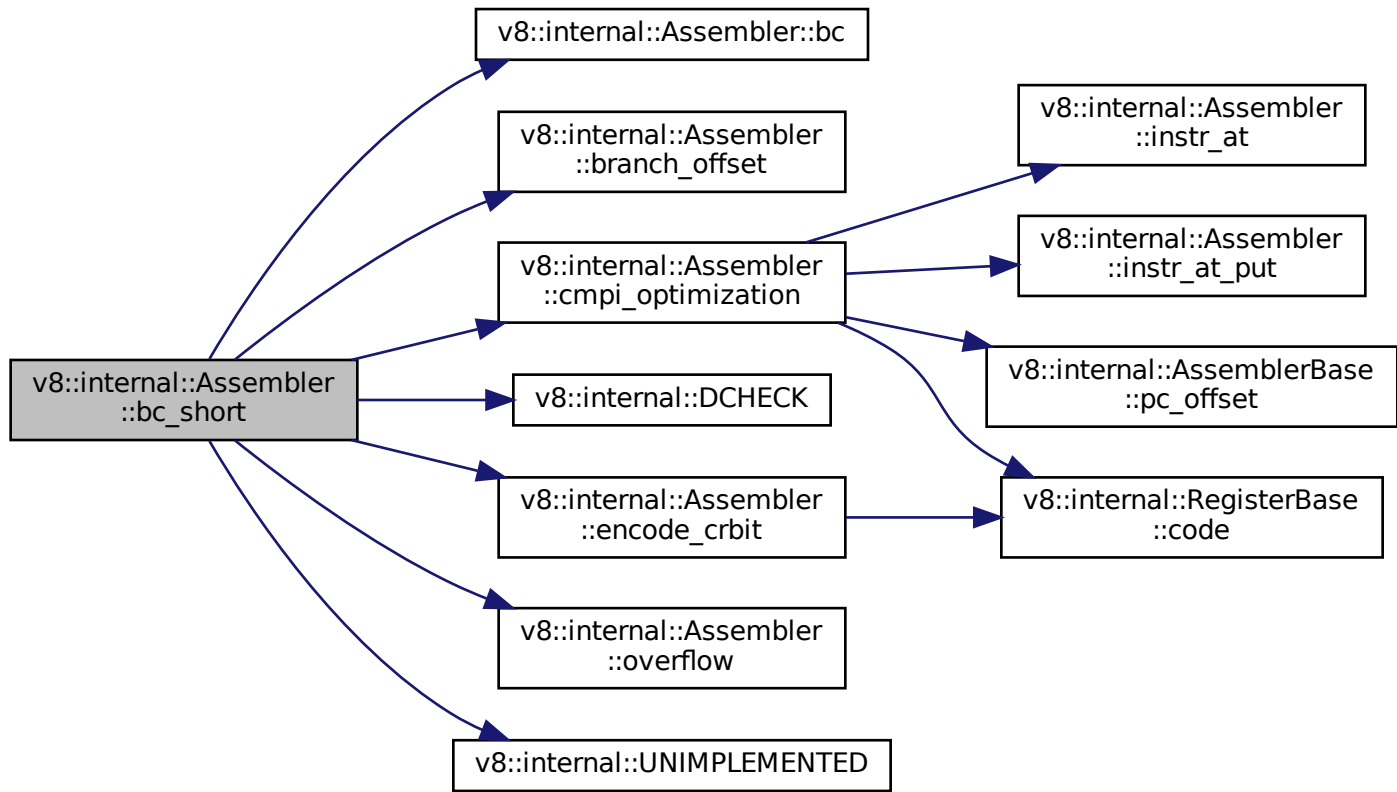 v8::internal::Assembler
::bc_short
v8::internal::Assembler::bc
v8::internal::Assembler
::branch_offset
v8::internal::Assembler
::cmpi_optimization
v8::internal::DCHECK
v8::internal::Assembler
::encode_crbit
v8::internal::Assembler
::overflow
v8::internal::UNIMPLEMENTED
v8::internal::Assembler
::instr_at
v8::internal::Assembler
::instr_at_put
v8::internal::AssemblerBase
::pc_offset
v8::internal::RegisterBase
::code